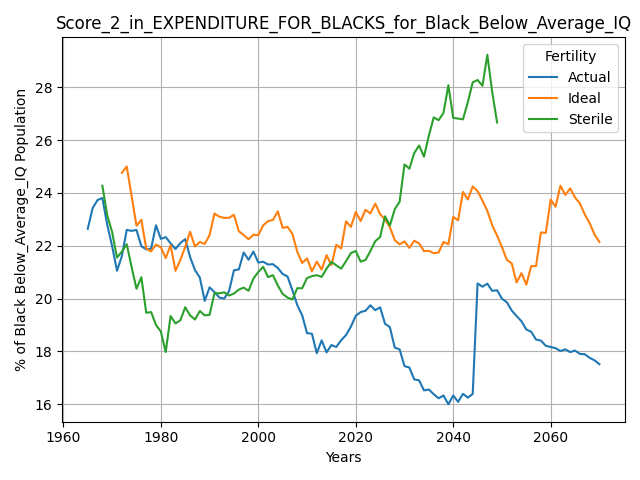 Score_2_in_EXPENDITURE_FOR_BLACKS_for_Black_Below_Average_IQ
% of Black Below_Average_IQ Population
28
26
24
22
20
18
16
Fertility
Actual
Ideal
Sterile
1960
1980
2000
2020
2040
2060
Years